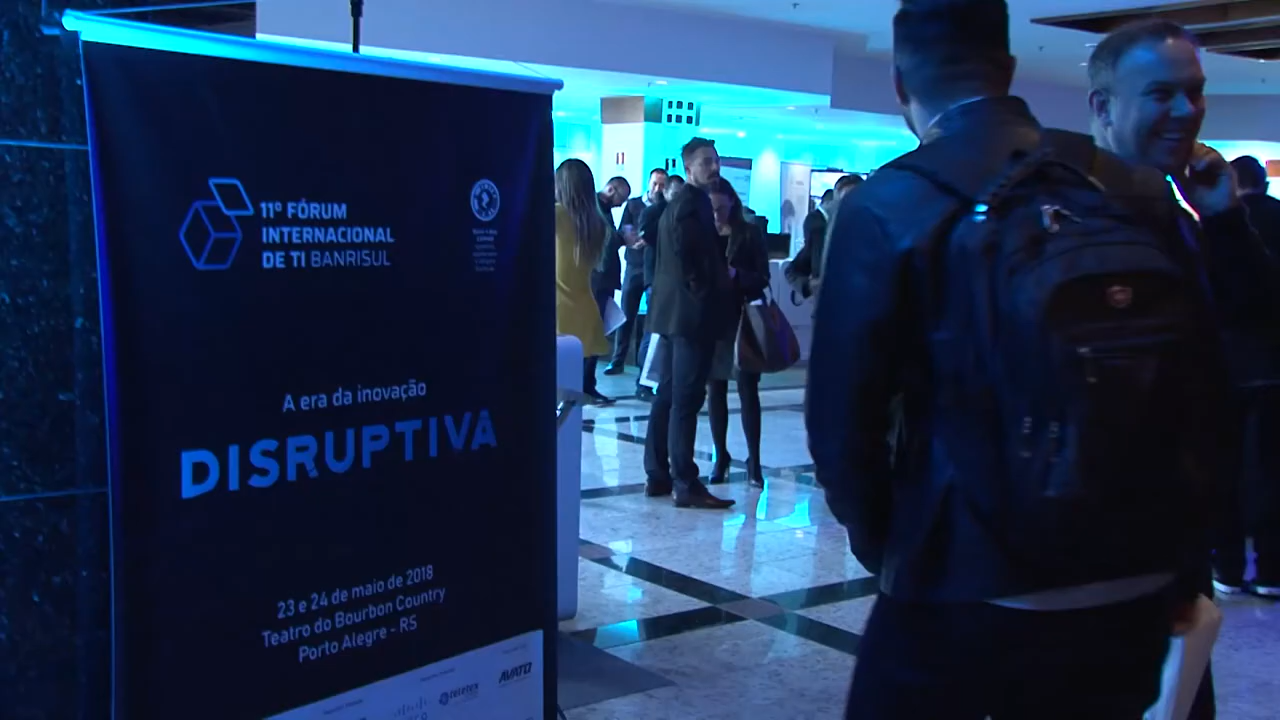 11º FÓRUM
INTERNACIONAL
DE TI BANRISUL
A era da inovação
DISRUPTIVA
23 e 24 de maio de 2018
Teatro do Bourbon Country
Porto Alegre - RS
teletex
AVATO